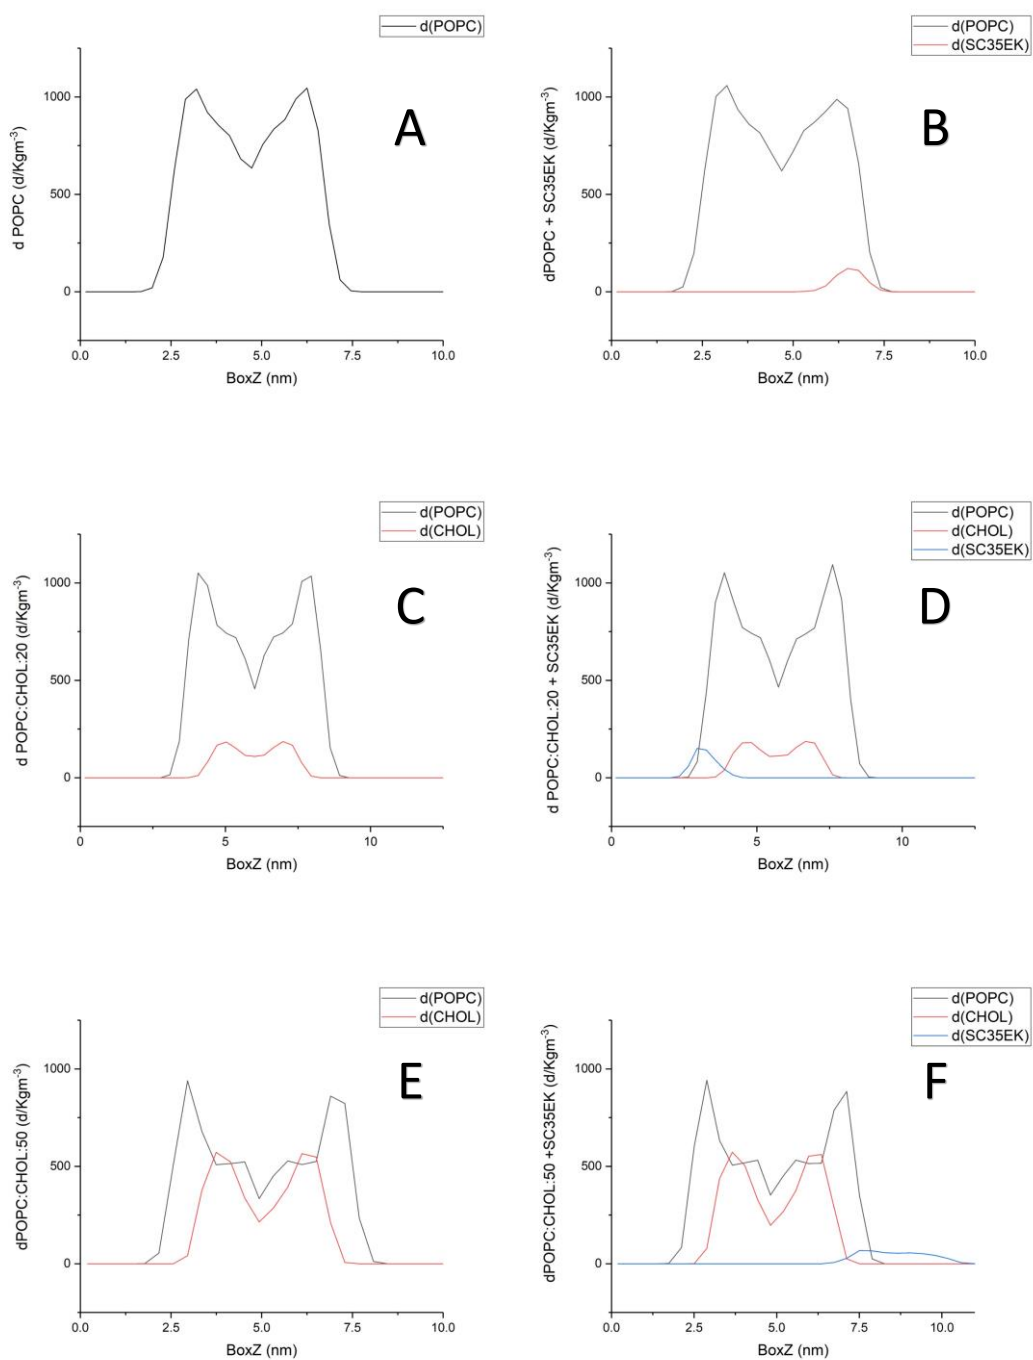 d(POPC)
d POPC (d/Kgm-3)
A
1000
500
0
0.0 2.5 5.0 7.5 10.0
BoxZ (nm)
d(POPC)
d(SC35EK)
dPOPC + SC35EK (d/Kgm-3)
B
1000
500
0
0.0 2.5 5.0 7.5 10.0
BoxZ (nm)
d(POPC)
d(CHOL)
d POPC:CHOL:20 (d/Kgm-3)
C
1000
500
0
0 5 10
BoxZ (nm)
d(POPC)
d(CHOL)
d(SC35EK)
d POPC:CHOL:20 + SC35EK (d/Kgm-3)
D
1000
500
0
0 5 10
BoxZ (nm)
d(POPC)
d(CHOL)
dPOPC:CHOL:50 (d/Kgm-3)
E
1000
500
0
0.0 2.5 5.0 7.5 10.0
BoxZ (nm)
d(POPC)
d(CHOL)
d(SC35EK)
dPOPC:CHOL:50 +SC35EK (d/Kgm-3)
F
1000
500
0
0.0 2.5 5.0 7.5 10.0
BoxZ (nm)